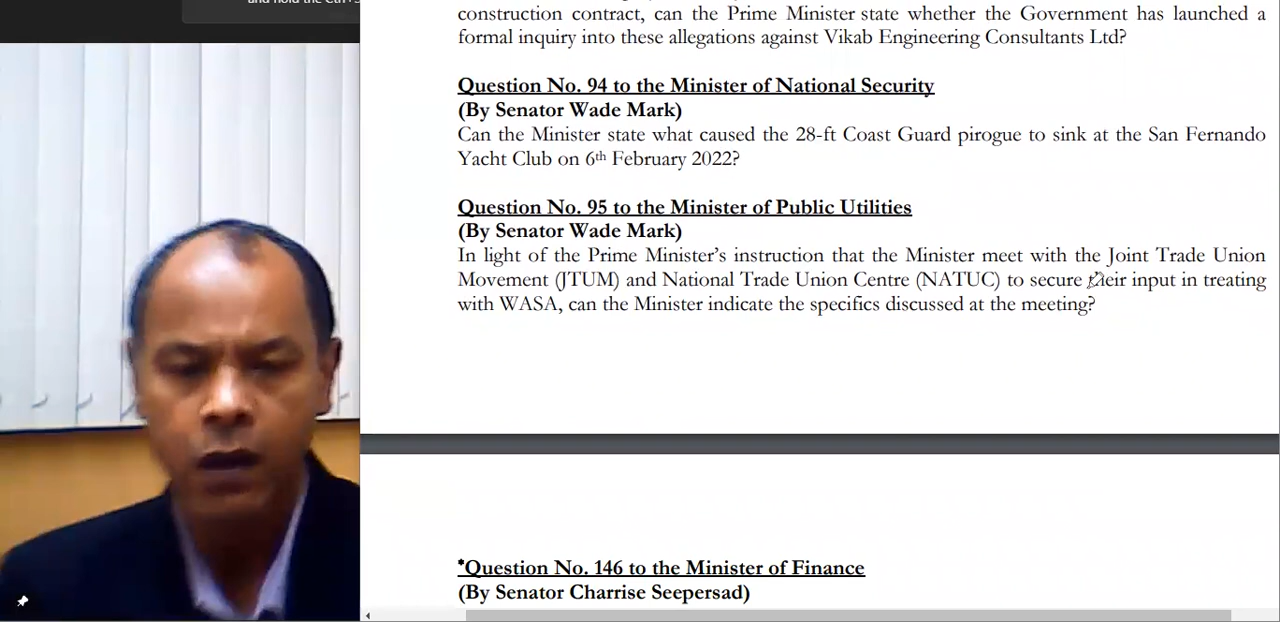 construction contract, can the Prime Minister state whether the Government has launched a
formal inquiry into these allegations against Vikab Engineering Consultants Ltd?
Question No. 94 to the Minister of National Security
(By Senator Wade Mark)
Can the Minister state what caused the 28-ft Coast Guard pirogue to sink at the San Fernando
Yacht Club on 6th February 2022?
Question No. 95 to the Minister of Public Utilities
(By Senator Wade Mark)
In light of the Prime Minister's instruction that the Minister meet with the Joint Trade Union
Movement (JTUM) and National Trade Union Centre (NATUC) to secure their input in treating
with WASA, can the Minister indicate the specifics discussed at the meeting?
*Question No. 146 to the Minister of Finance
(By Senator Charrise Seepersad)